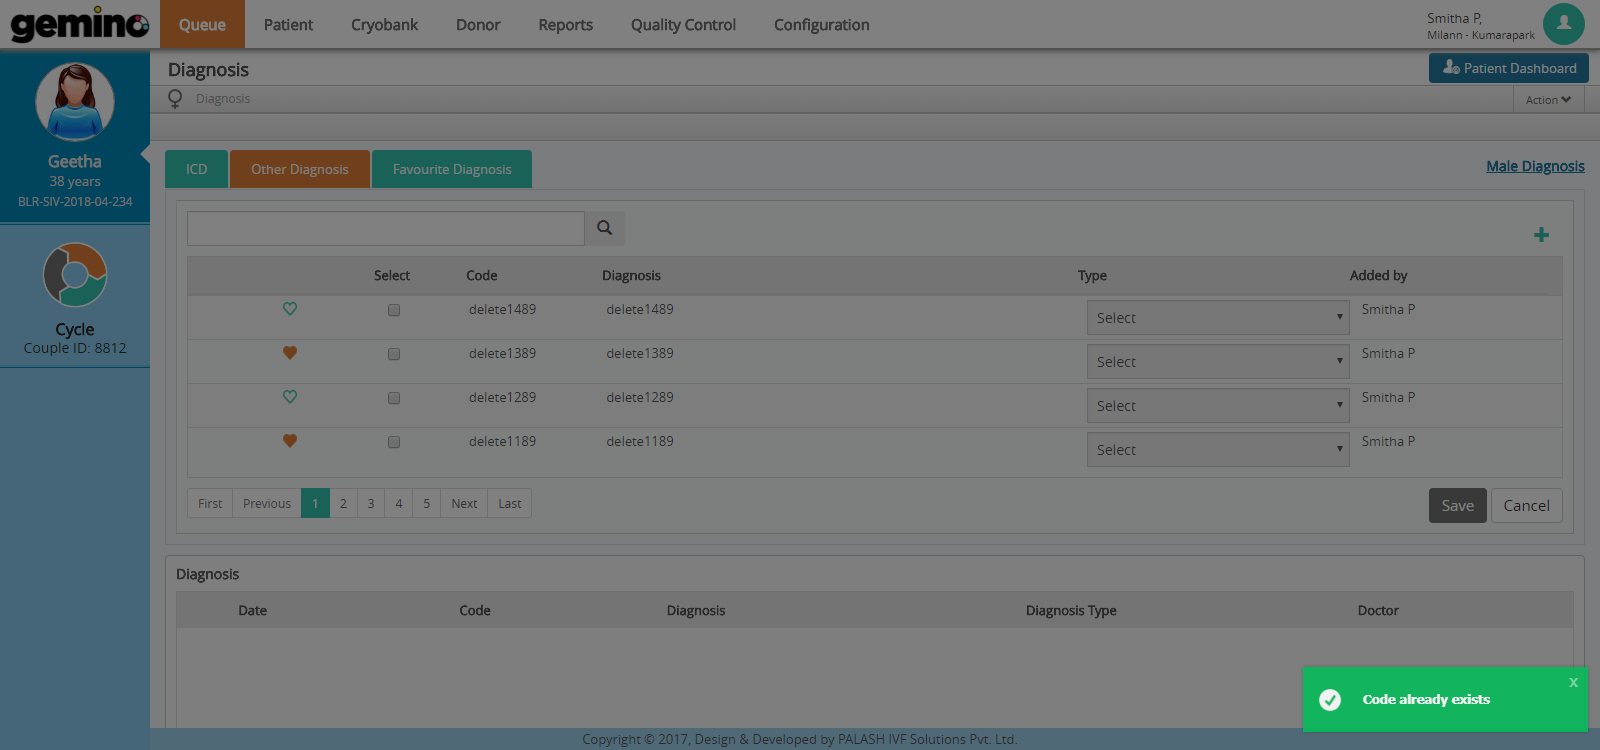 gemino
Queue
Patient
Cryobank
Donor
Reports
Quality Control
Configuration
Smitha P,
Milann - Kumarapark
Geetha
38 years
BLR-SIV-2018-04-234
Cycle
Couple ID: 8812
Diagnosis
Patient Dashboard
Diagnosis
Action
ICD
Other Diagnosis
Favourite Diagnosis
Male Diagnosis
Select Code Diagnosis Type Added by
delete1489 delete1489 Select Smitha P
delete1389 delete1389 Select Smitha P
delete1289 delete1289 Select Smitha P
delete1189 delete1189 Select Smitha P
First Previous 1 2 3 4 5 Next Last
Save Cancel
Diagnosis
Date Code Diagnosis Diagnosis Type Doctor
x
Code already exists
Copyright © 2017, Design & Developed by PALASH IVF Solutions Pvt. Ltd.